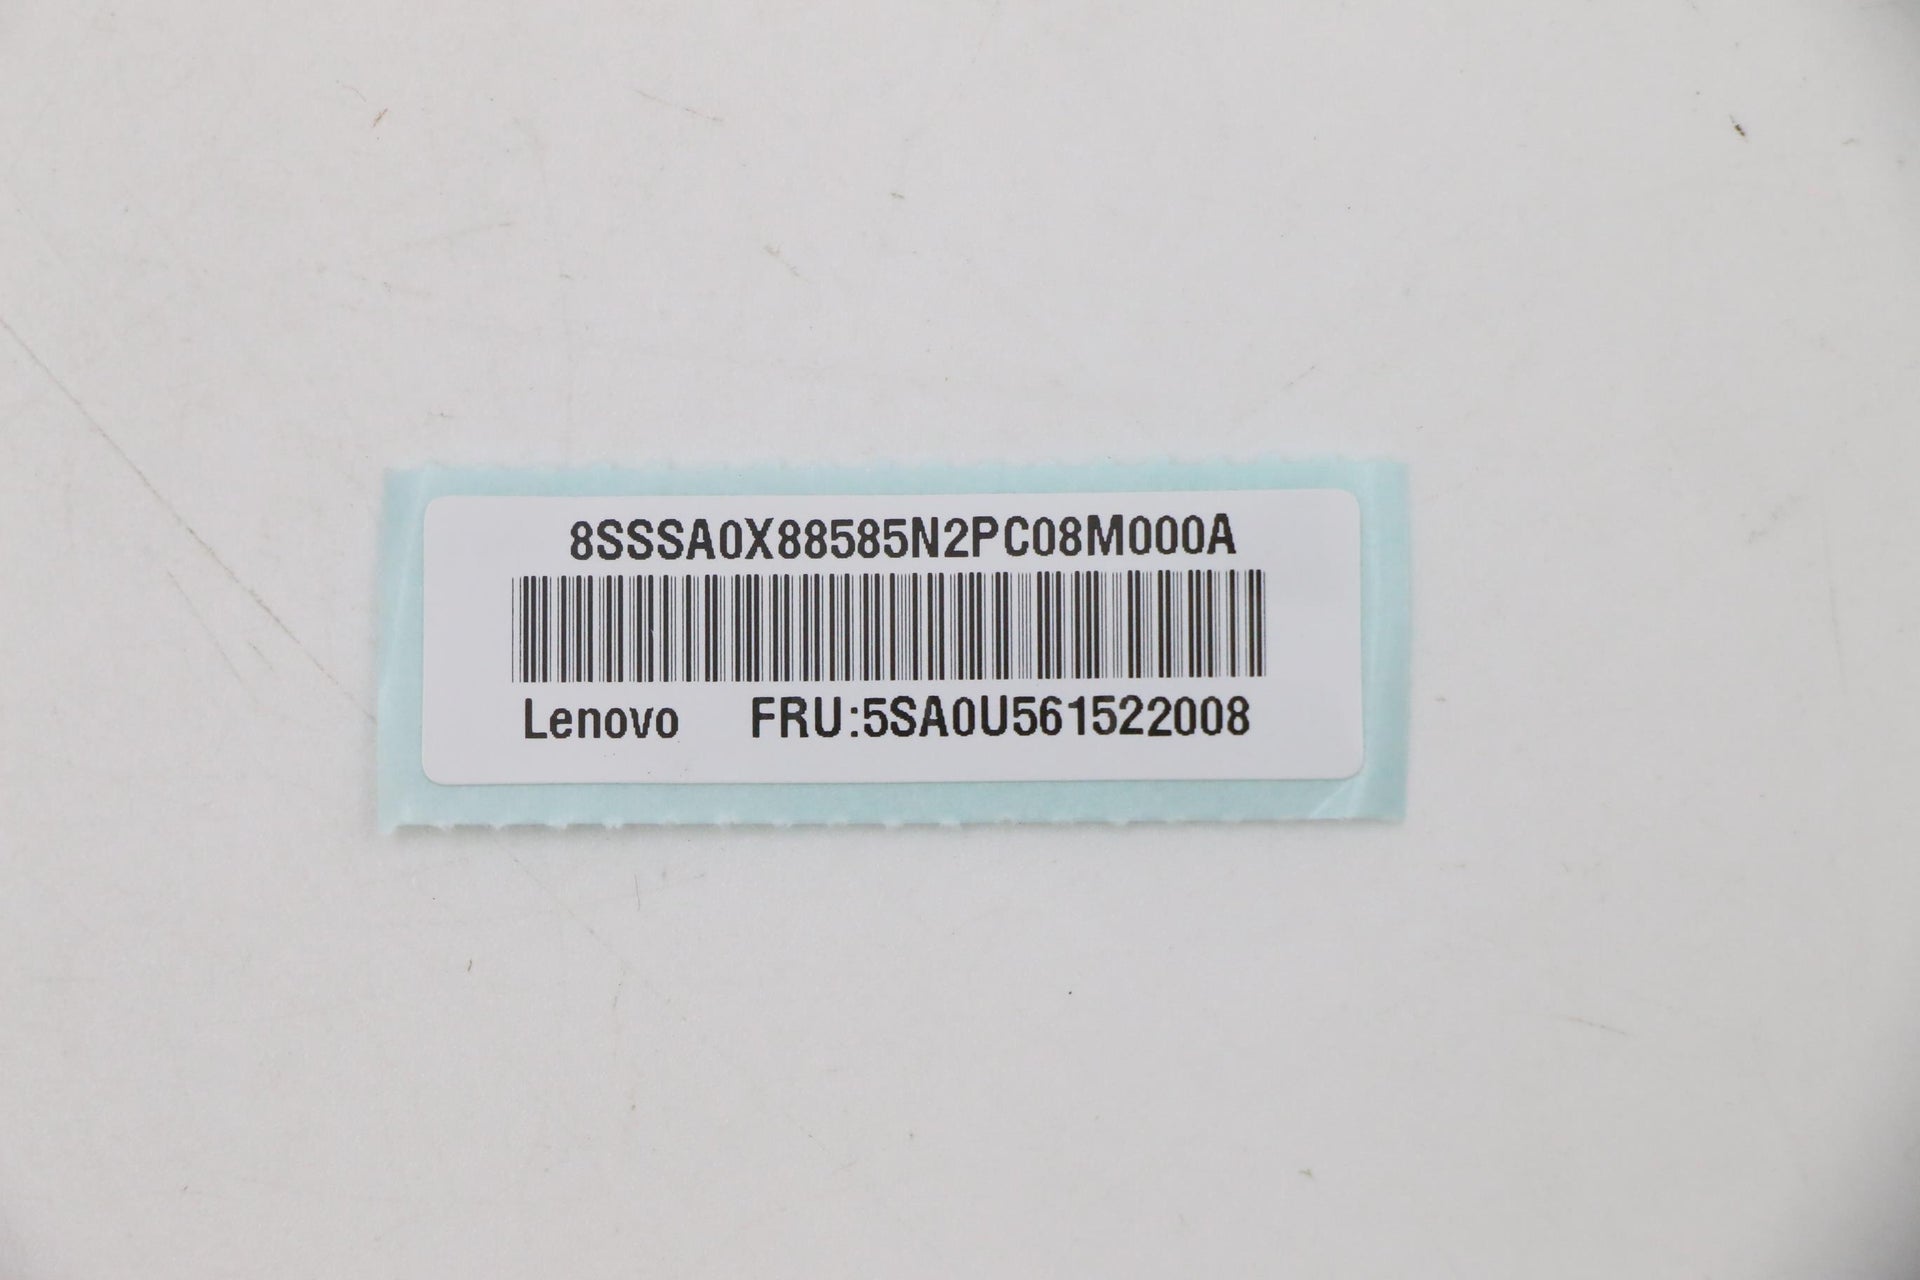 8SSSA0X88585N2PC08M000A
Lenovo FRU:5SA0U561522008